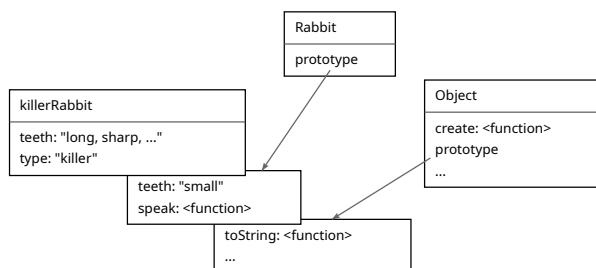 Rabbit
prototype
killerRabbit
teeth: "long, sharp, ..."
type: "killer"
Object
create: <function>
prototype
...
teeth: "small"
speak: <function>
toString: <function>
...